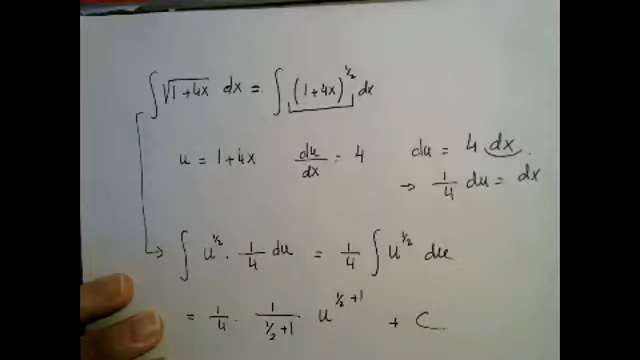 ∫ √(1+4x) dx = ∫ (1+4x)^½ dx
u = 1+4x   du/dx = 4   du = 4 dx.
→ 1/4 du = dx
∫ u^½ · 1/4 du = 1/4 ∫ u^½ du
= 1/4 · 1/(½+1) u^(½+1) + C